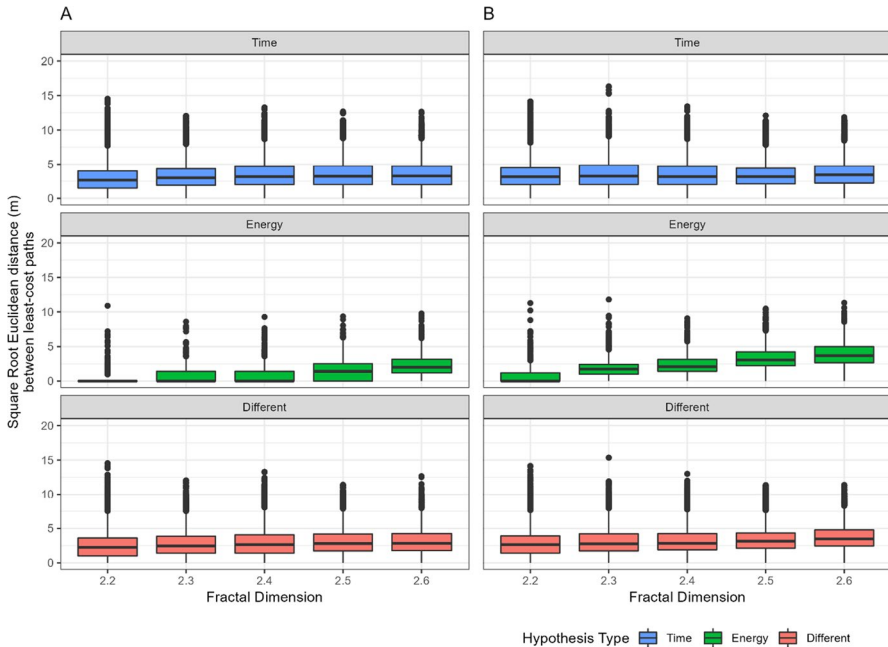 A
B
Time
Time
20
15
10
5
0
Energy
Energy
20
15
10
5
0
Different
Different
20
15
10
5
0
Square Root Euclidean distance (m)
between least-cost paths
2.2 2.3 2.4 2.5 2.6
2.2 2.3 2.4 2.5 2.6
Fractal Dimension
Fractal Dimension
Hypothesis Type Time Energy Different